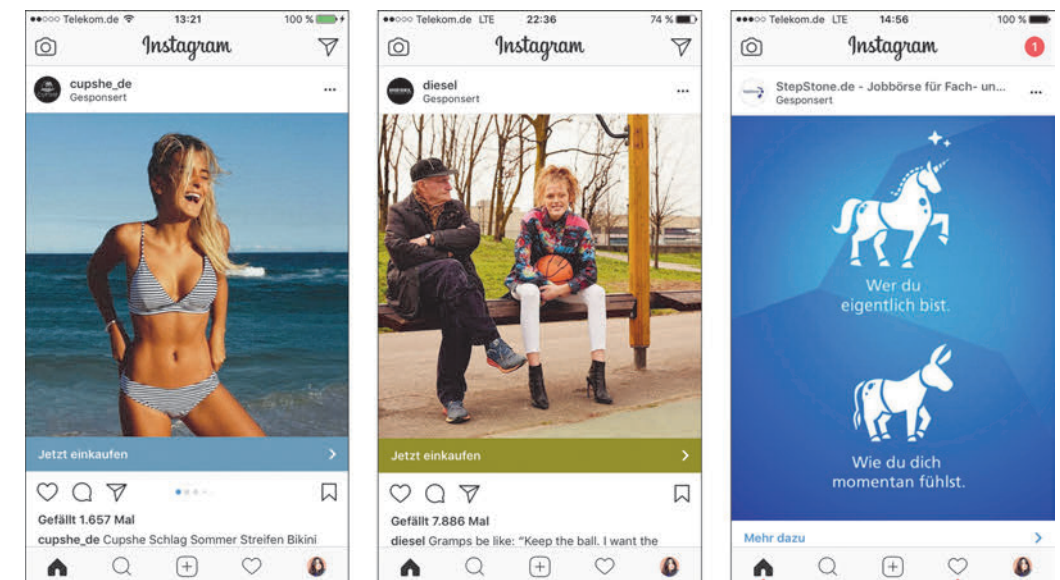 Telekom.de 13:21 100 %
Instagram
cupshe_de
Gesponsert
Jetzt einkaufen
Gefällt 1.657 Mal
cupshe_de Cupshe Schlag Sommer Streifen Bikini
Telekom.de LTE 22:36 74 %
Instagram
diesel
Gesponsert
Jetzt einkaufen
Gefällt 7.886 Mal
diesel Gramps be like: “Keep the ball. I want the
Telekom.de LTE 14:56 100 %
Instagram
1
StepStone.de - Jobbörse für Fach- un...
Gesponsert
Wer du
eigentlich bist.
Wie du dich
momentan fühlst.
Mehr dazu